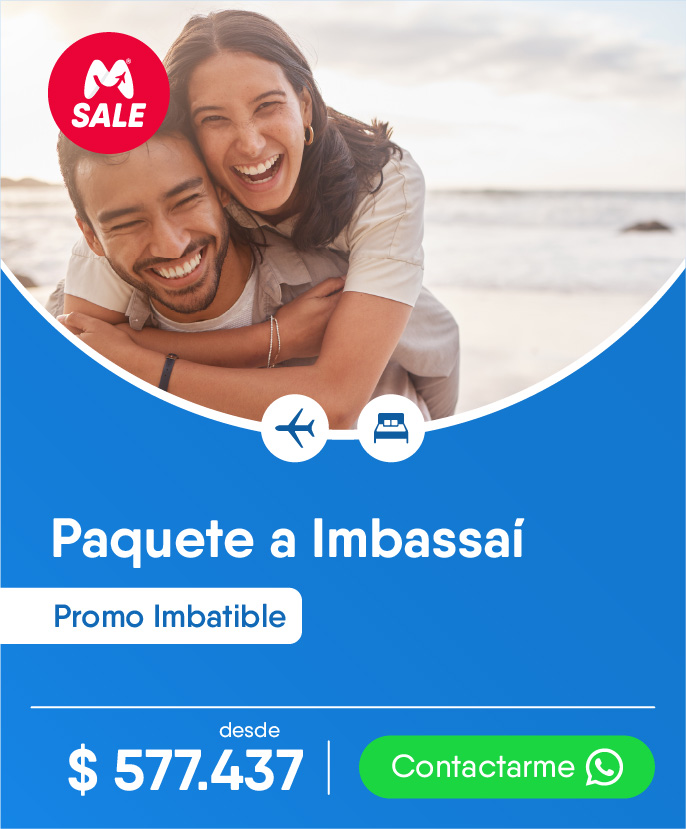 M®
SALE
Paquete a Imbassaí
Promo Imbatible
desde
$ 577.437
Contactarme